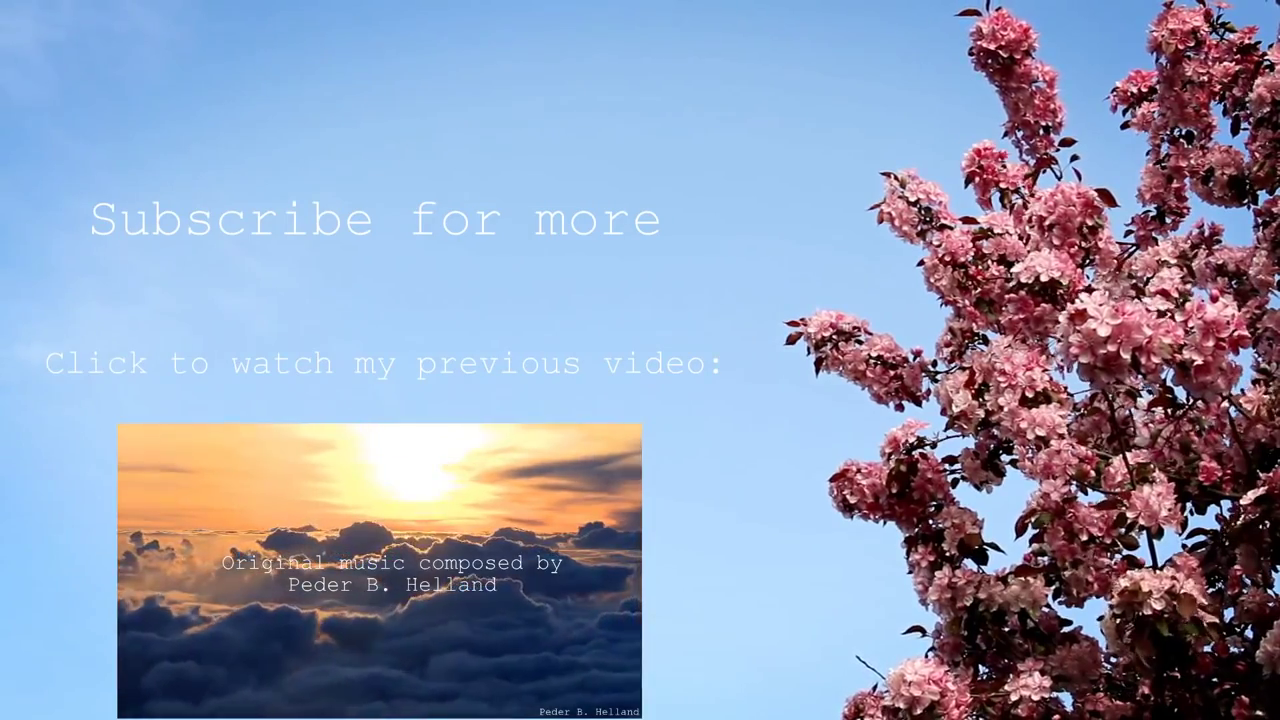 Subscribe for more
Click to watch my previous video:
Original music composed by
Peder B. Helland
Peder B. Helland